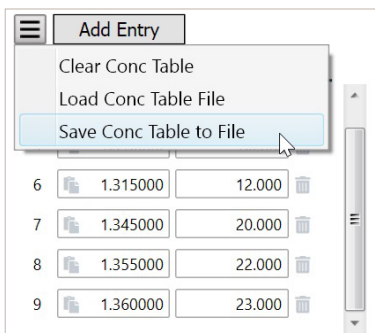 Add Entry
Clear Conc Table
Load Conc Table File
Save Conc Table to File
6 1.315000 12.000
7 1.345000 20.000
8 1.355000 22.000
9 1.360000 23.000